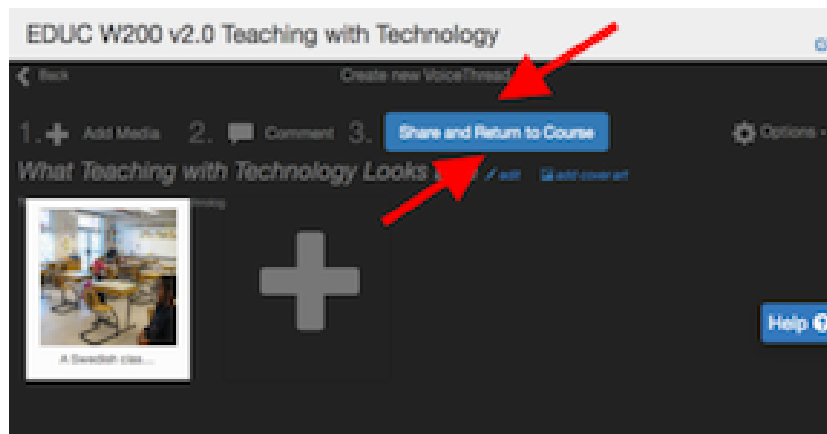 EDUC W200 v2.0 Teaching with Technology
Back
Create new VoiceThread
1. Add Media 2. Comment 3. Share and Return to Course
Options
What Teaching with Technology Looks
edit add cover art
A Swedish clas...
Help